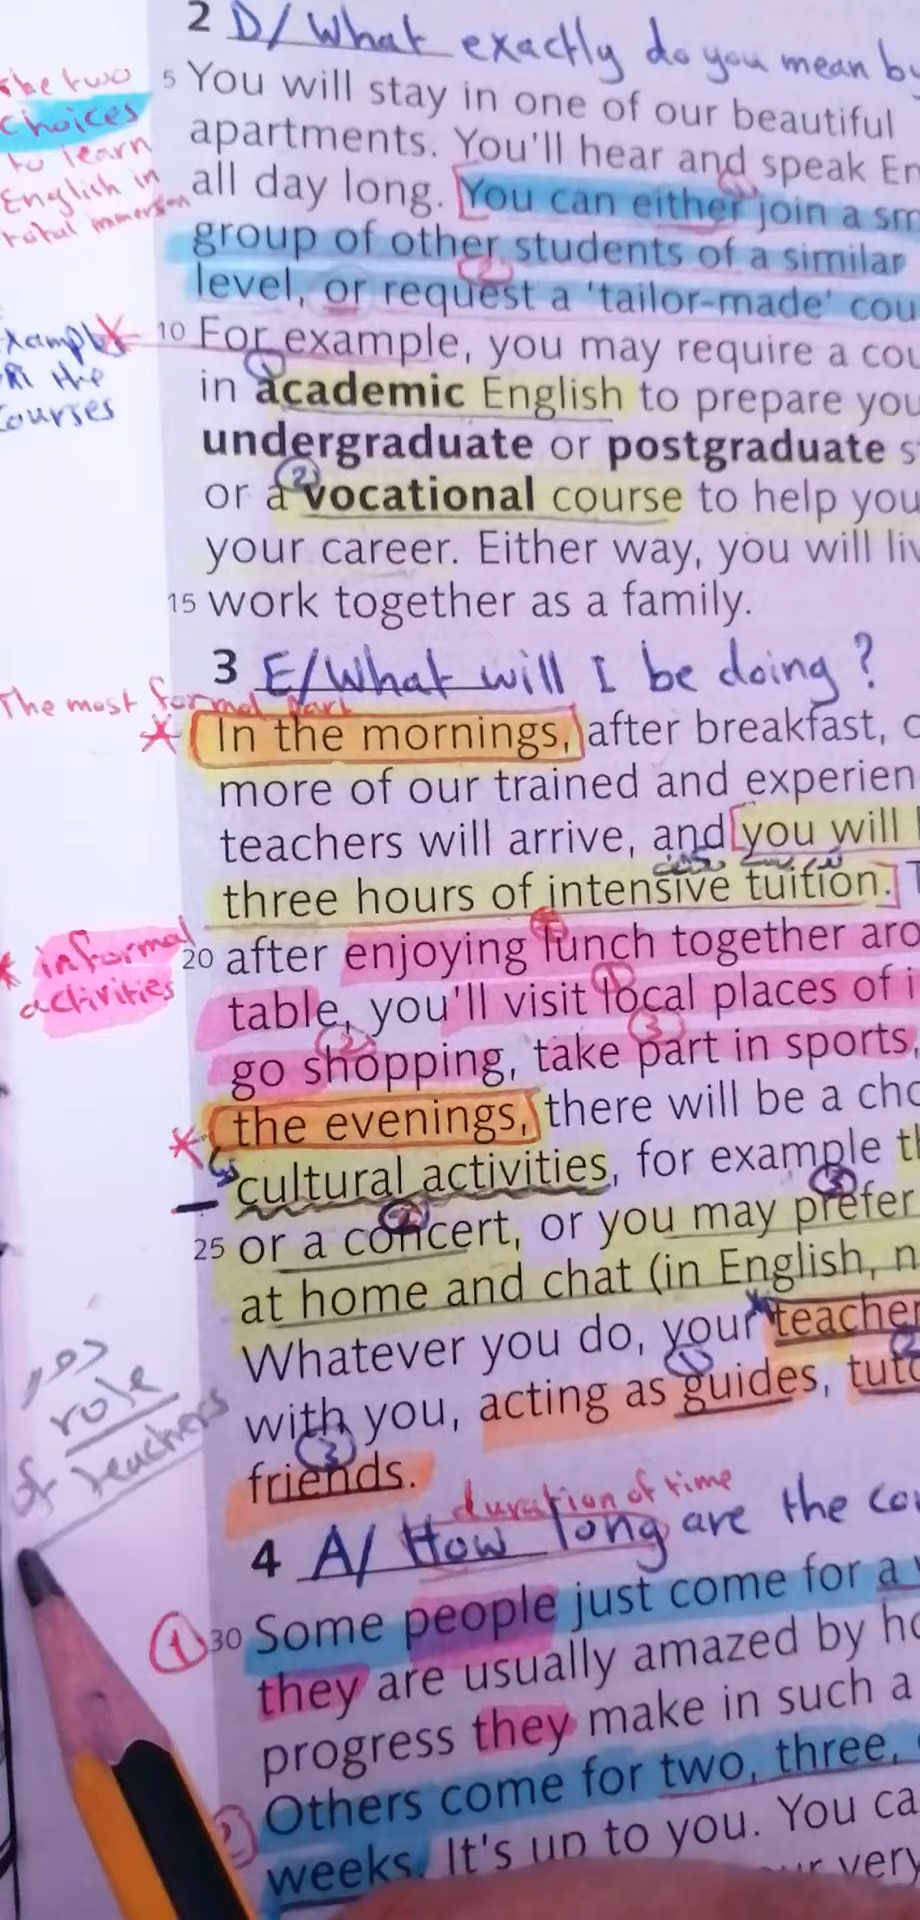 2 D/ What exactly do you mean by
the two
choices
to learn
English in
total immersion
5 You will stay in one of our beautiful
apartments. You'll hear and speak En
all day long. You can either join a sm
group of other students of a similar
level, or request a 'tailor-made' cou
10 For example, you may require a cou
in academic English to prepare you
undergraduate or postgraduate s
or a vocational course to help you
your career. Either way, you will liv
15 work together as a family.
the
courses
3 E/ What will I be doing?
The most formal part
In the mornings, after breakfast, o
more of our trained and experien
teachers will arrive, and you will
three hours of intensive tuition. T
informal
activities
20 after enjoying lunch together aro
table, you'll visit local places of i
go shopping, take part in sports,
the evenings, there will be a cho
cultural activities, for example th
25 or a concert, or you may prefer
at home and chat (in English, n
Whatever you do, your teacher
with you, acting as guides, tuto
friends.
role
of teachers
duration of time
4 A/ How long are the cou
1 30 Some people just come for a w
they are usually amazed by ho
progress they make in such a
2 Others come for two, three,
weeks. It's up to you. You ca
very